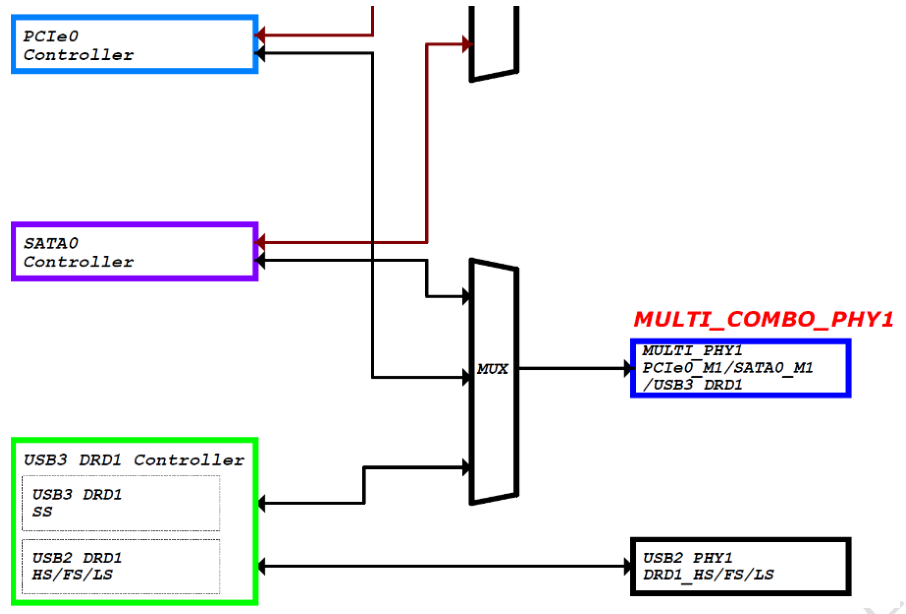 PCIe0
Controller
SATA0
Controller
MULTI_COMBO_PHY1
MULTI_PHY1
PCIe0_M1/SATA0_M1
/USB3_DRD1
MUX
USB3 DRD1 Controller
USB3 DRD1
SS
USB2 DRD1
HS/FS/LS
USB2 PHY1
DRD1_HS/FS/LS